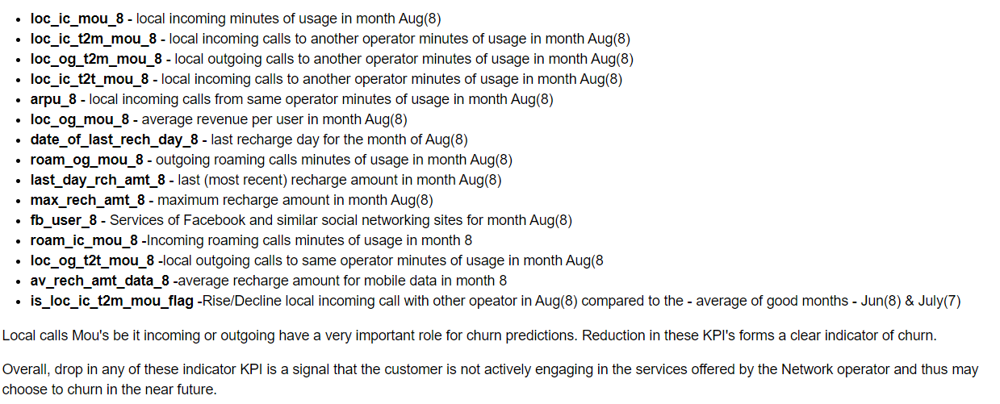 • loc_ic_mou_8 - local incoming minutes of usage in month Aug(8)
• loc_ic_t2m_mou_8 - local incoming calls to another operator minutes of usage in month Aug(8)
• loc_og_t2m_mou_8 - local outgoing calls to another operator minutes of usage in month Aug(8)
• loc_ic_t2t_mou_8 - local incoming calls to another operator minutes of usage in month Aug(8)
• arpu_8 - local incoming calls from same operator minutes of usage in month Aug(8)
• loc_og_mou_8 - average revenue per user in month Aug(8)
• date_of_last_rech_day_8 - last recharge day for the month of Aug(8)
• roam_og_mou_8 - outgoing roaming calls minutes of usage in month Aug(8)
• last_day_rch_amt_8 - last (most recent) recharge amount in month Aug(8)
• max_rech_amt_8 - maximum recharge amount in month Aug(8)
• fb_user_8 - Services of Facebook and similar social networking sites for month Aug(8)
• roam_ic_mou_8 -Incoming roaming calls minutes of usage in month 8
• loc_og_t2t_mou_8 -local outgoing calls to same operator minutes of usage in month Aug(8
• av_rech_amt_data_8 -average recharge amount for mobile data in month 8
• is_loc_ic_t2m_mou_flag -Rise/Decline local incoming call with other opeator in Aug(8) compared to the - average of good months - Jun(8) & July(7)
Local calls Mou's be it incoming or outgoing have a very important role for churn predictions. Reduction in these KPI's forms a clear indicator of churn.
Overall, drop in any of these indicator KPI is a signal that the customer is not actively engaging in the services offered by the Network operator and thus may
choose to churn in the near future.